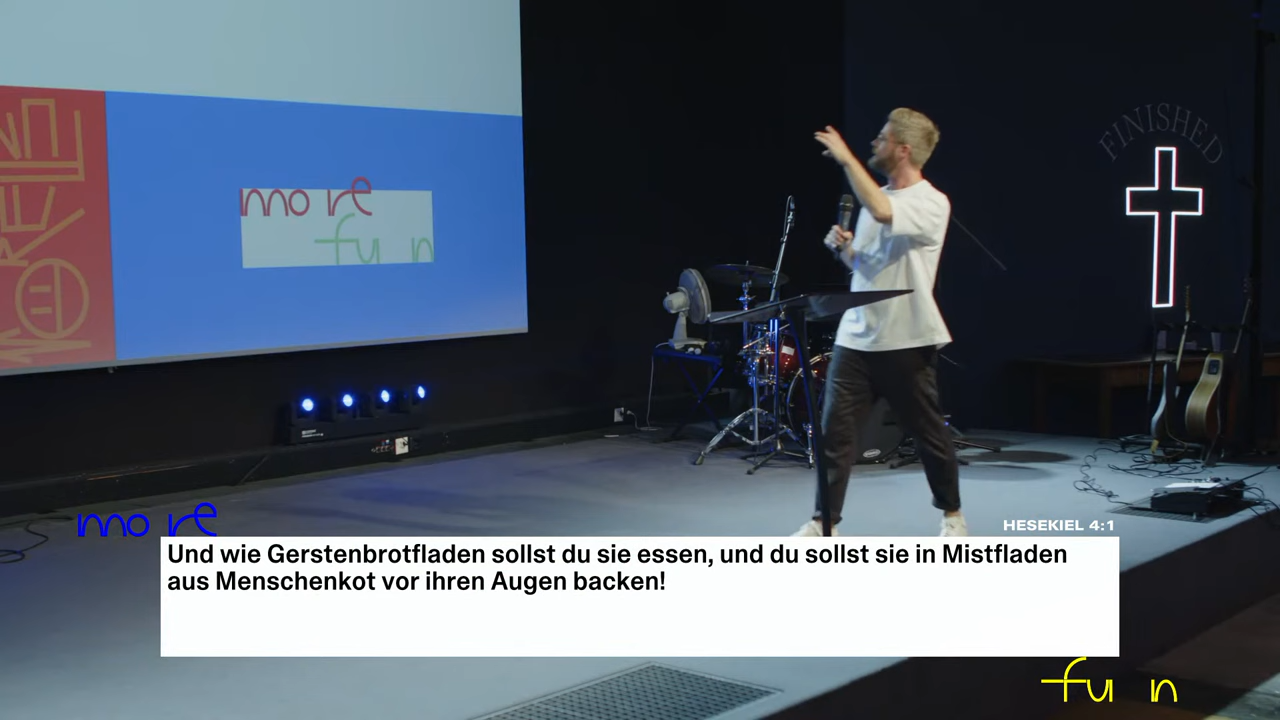 more
fun
FINISHED
more
HESEKIEL 4:1
Und wie Gerstenbrotfladen sollst du sie essen, und du sollst sie in Mistfladen
aus Menschenkot vor ihren Augen backen!
fun